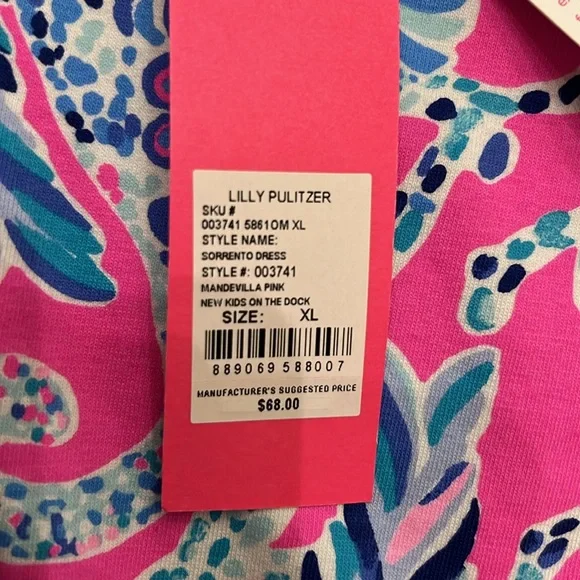 LILLY PULITZER
SKU #
003741 5861OM XL
STYLE NAME:
SORRENTO DRESS
STYLE #: 003741
MANDEVILLA PINK
NEW KIDS ON THE DOCK
SIZE: XL
889069 588007
MANUFACTURER'S SUGGESTED PRICE
$68.00